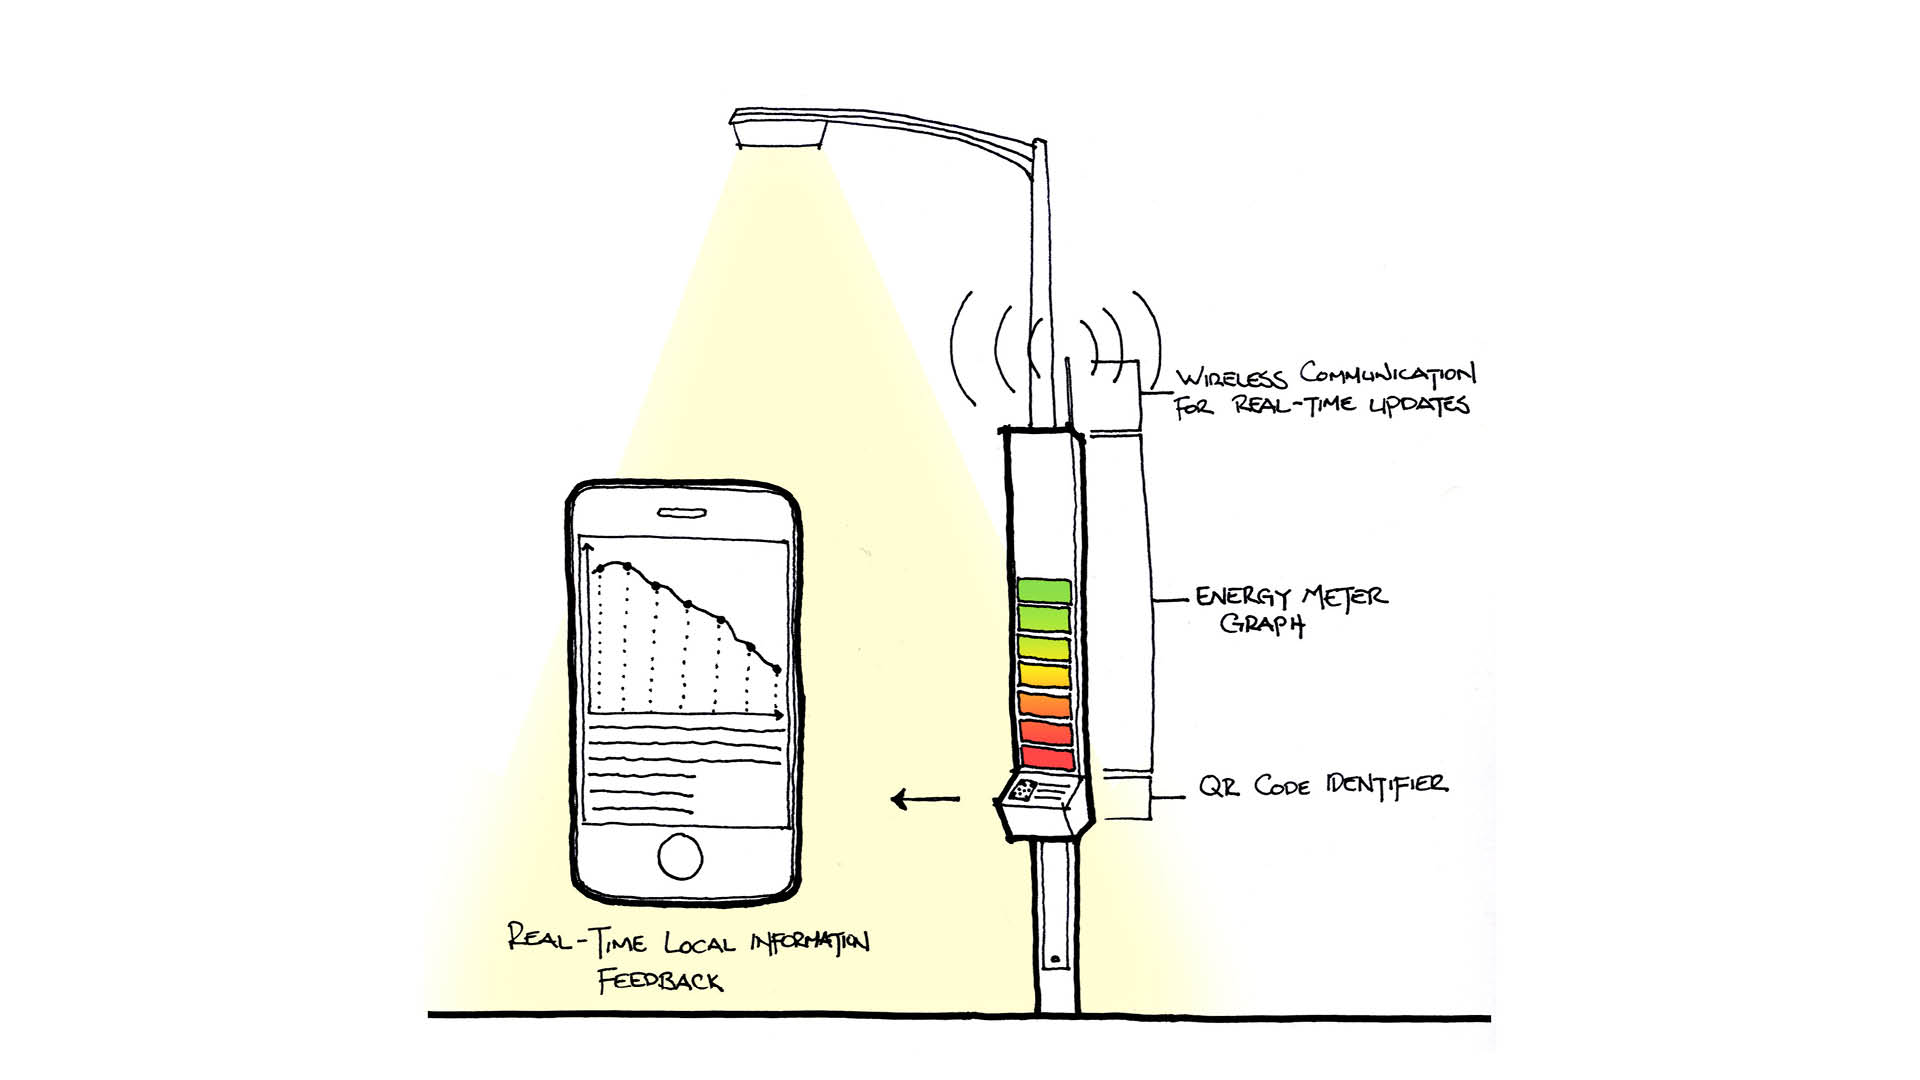 WIRELESS COMMUNICATION
FOR REAL-TIME UPDATES
ENERGY METER
GRAPH
QR CODE IDENTIFIER
REAL-TIME LOCAL INFORMATION
FEEDBACK